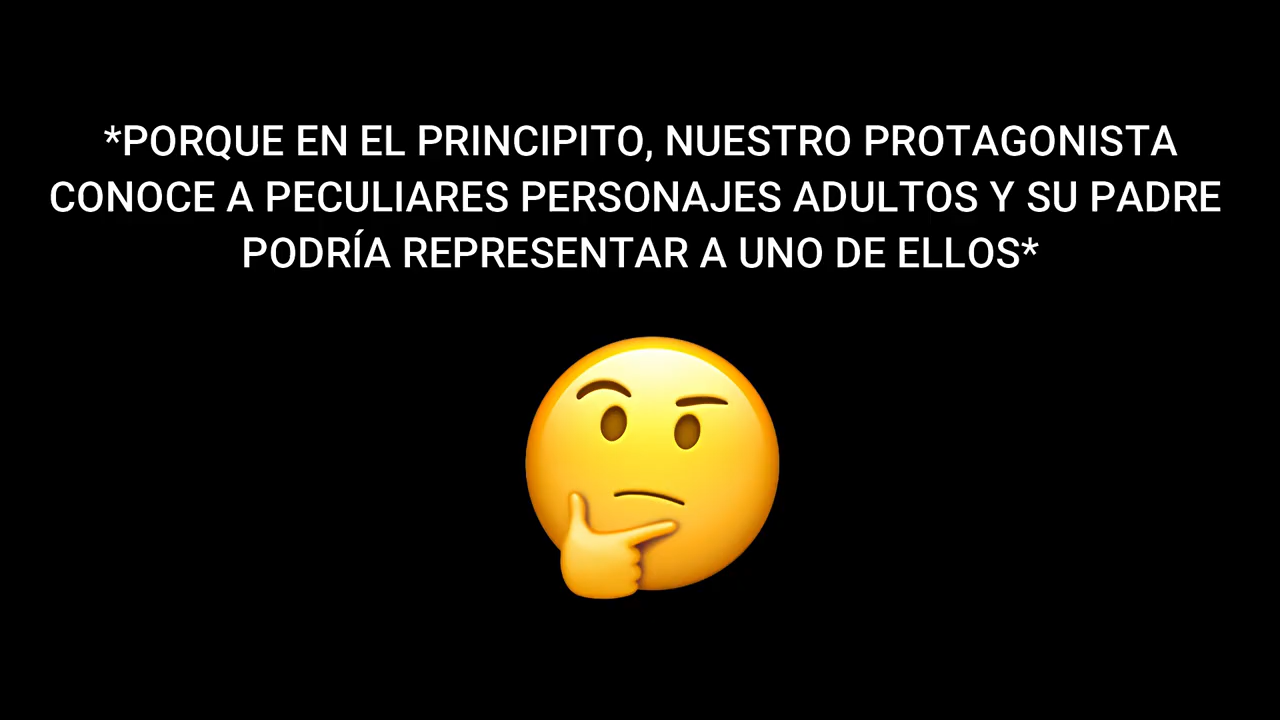 *PORQUE EN EL PRINCIPITO, NUESTRO PROTAGONISTA
CONOCE A PECULIARES PERSONAJES ADULTOS Y SU PADRE
PODRÍA REPRESENTAR A UNO DE ELLOS*